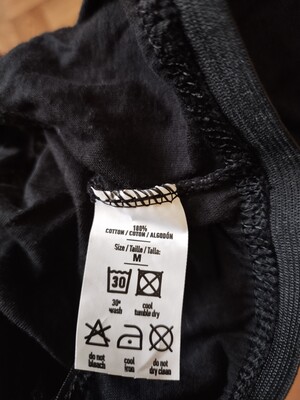 100%
COTTON / COTON / ALGODÓN
Size / Taille / Talla:
M
30
30° cool
wash tumble dry
do not cool do not
bleach iron dry clean